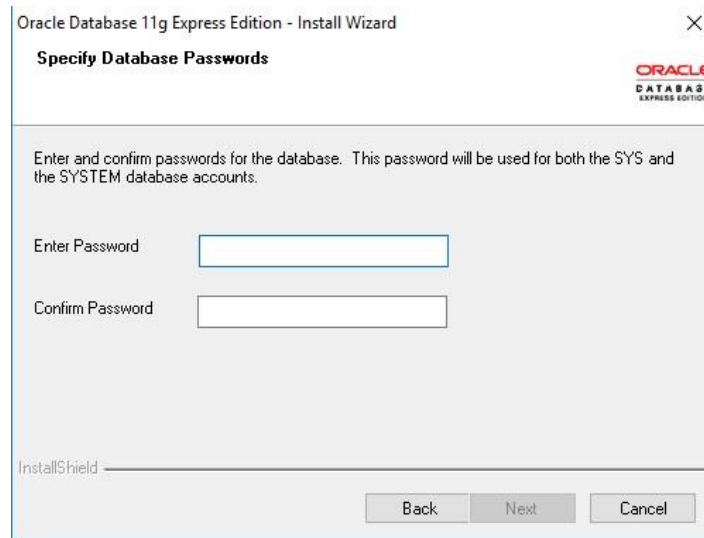 Oracle Database 11g Express Edition - Install Wizard
Specify Database Passwords
ORACLE
DATABAS
EXPRESS EDITION
Enter and confirm passwords for the database. This password will be used for both the SYS and
the SYSTEM database accounts.
Enter Password
Confirm Password
InstallShield
Back Next Cancel